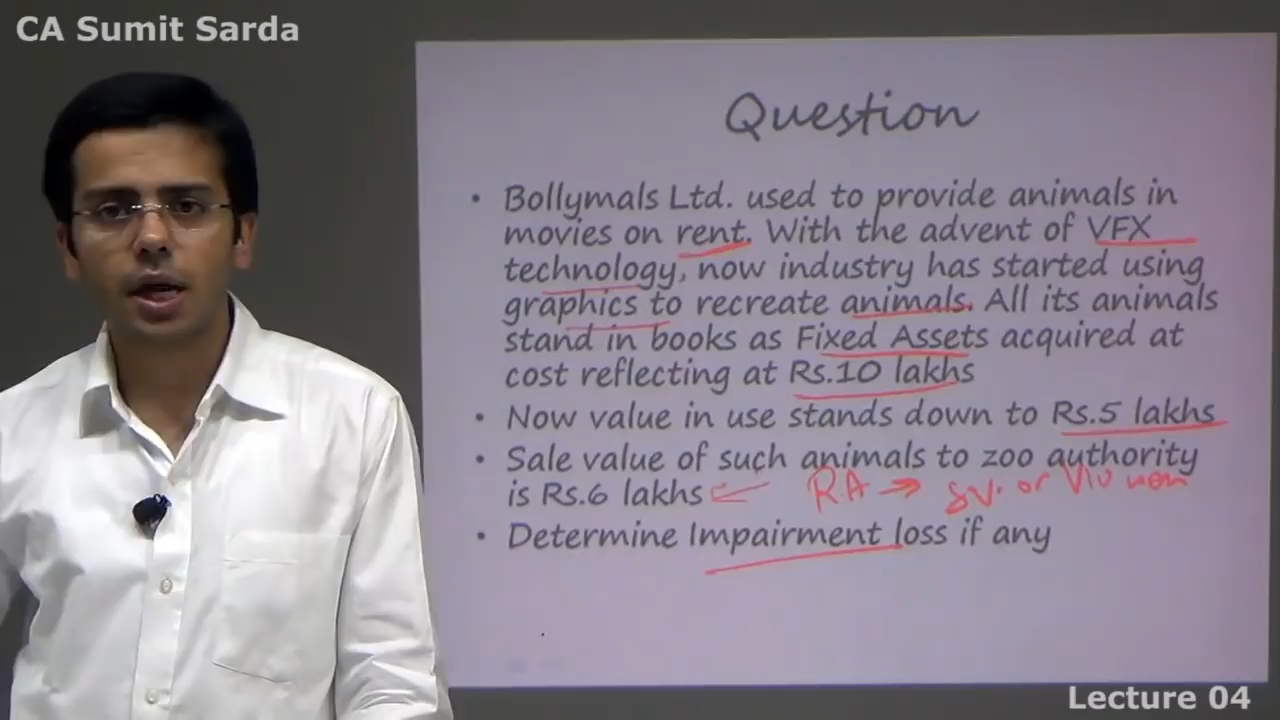 CA Sumit Sarda
Question
• Bollymals Ltd. used to provide animals in
movies on rent. With the advent of VFX
technology, now industry has started using
graphics to recreate animals. All its animals
stand in books as Fixed Assets acquired at
cost reflecting at Rs.10 lakhs
• Now value in use stands down to Rs.5 lakhs
• Sale value of such animals to zoo authority
is Rs.6 lakhs RA → SV. or VIU
• Determine Impairment loss if any
Lecture 04